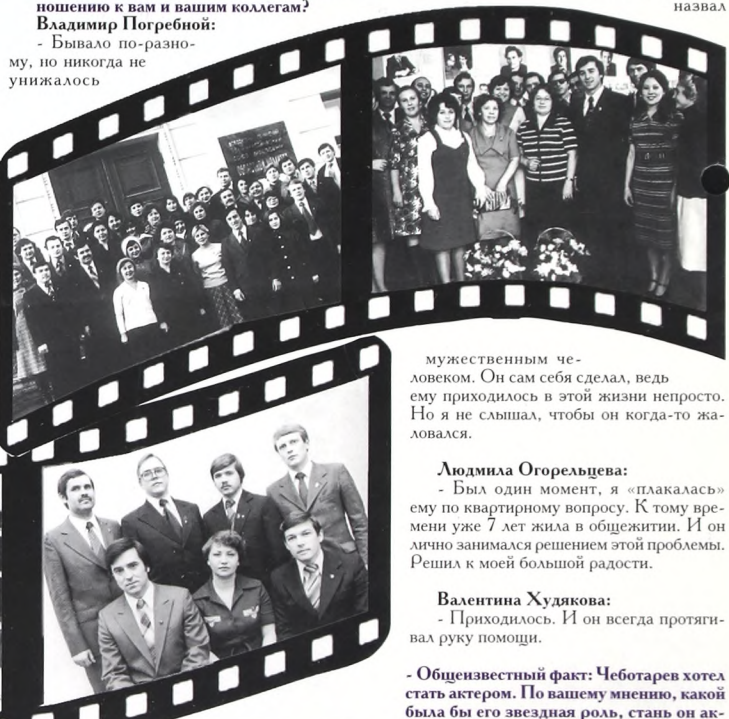 ношению к вам и вашим коллегам?
Владимир Погребной:
- Бывало по-разно-
му, но никогда не
унижалось
назвал
мужественным че-
ловеком. Он сам себя сделал, ведь
ему приходилось в этой жизни непросто.
Но я не слышал, чтобы он когда-то жа-
ловался.
Людмила Огорельцева:
- Был один момент, я «плакалась»
ему по квартирному вопросу. К тому вре-
мени уже 7 лет жила в общежитии. И он
лично занимался решением этой проблемы.
Решил к моей большой радости.
Валентина Худякова:
- Приходилось. И он всегда протяги-
вал руку помощи.
- Общеизвестный факт: Чеботарев хотел
стать актером. По вашему мнению, какой
была бы его звездная роль, стань он ак-